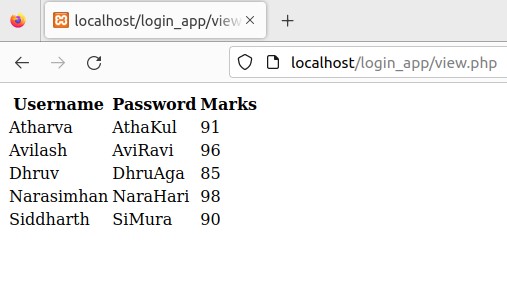 localhost/login_app/view
localhost/login_app/view.php
Username Password Marks
Atharva AthaKul 91
Avilash AviRavi 96
Dhruv DhruAga 85
Narasimhan NaraHari 98
Siddharth SiMura 90